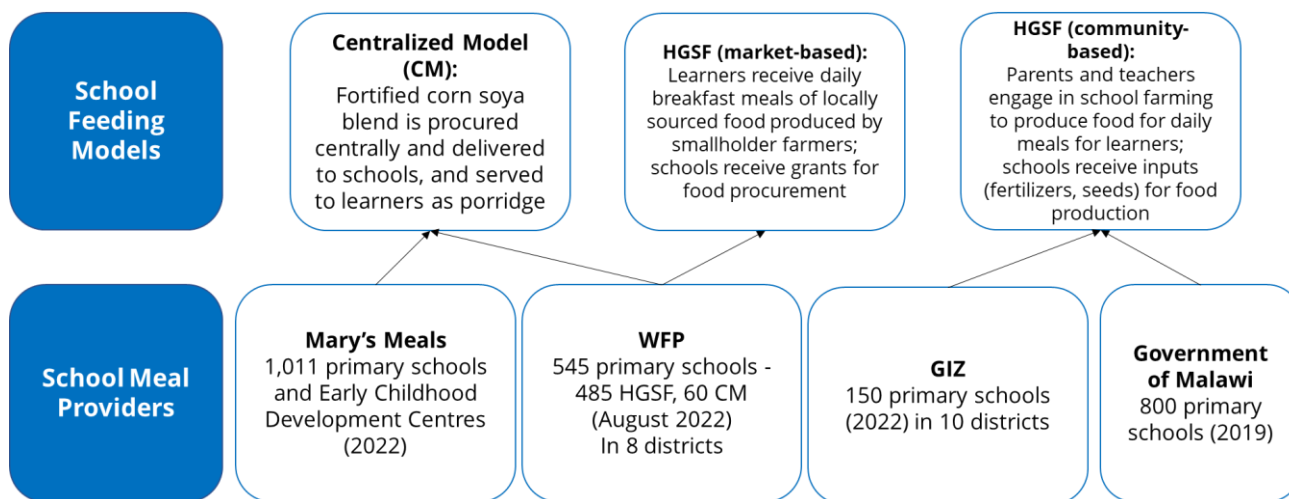 School
Feeding
Models
Centralized Model
(CM):
Fortified corn soya
blend is procured
centrally and delivered
to schools, and served
to learners as porridge
HGSF (market-based):
Learners receive daily
breakfast meals of locally
sourced food produced by
smallholder farmers;
schools receive grants for
food procurement
HGSF (community-
based):
Parents and teachers
engage in school farming
to produce food for daily
meals for learners;
schools receive inputs
(fertilizers, seeds) for food
production
School Meal
Providers
Mary’s Meals
1,011 primary schools
and Early Childhood
Development Centres
(2022)
WFP
545 primary schools -
485 HGSF, 60 CM
(August 2022)
In 8 districts
GIZ
150 primary schools
(2022) in 10 districts
Government
of Malawi
800 primary
schools (2019)